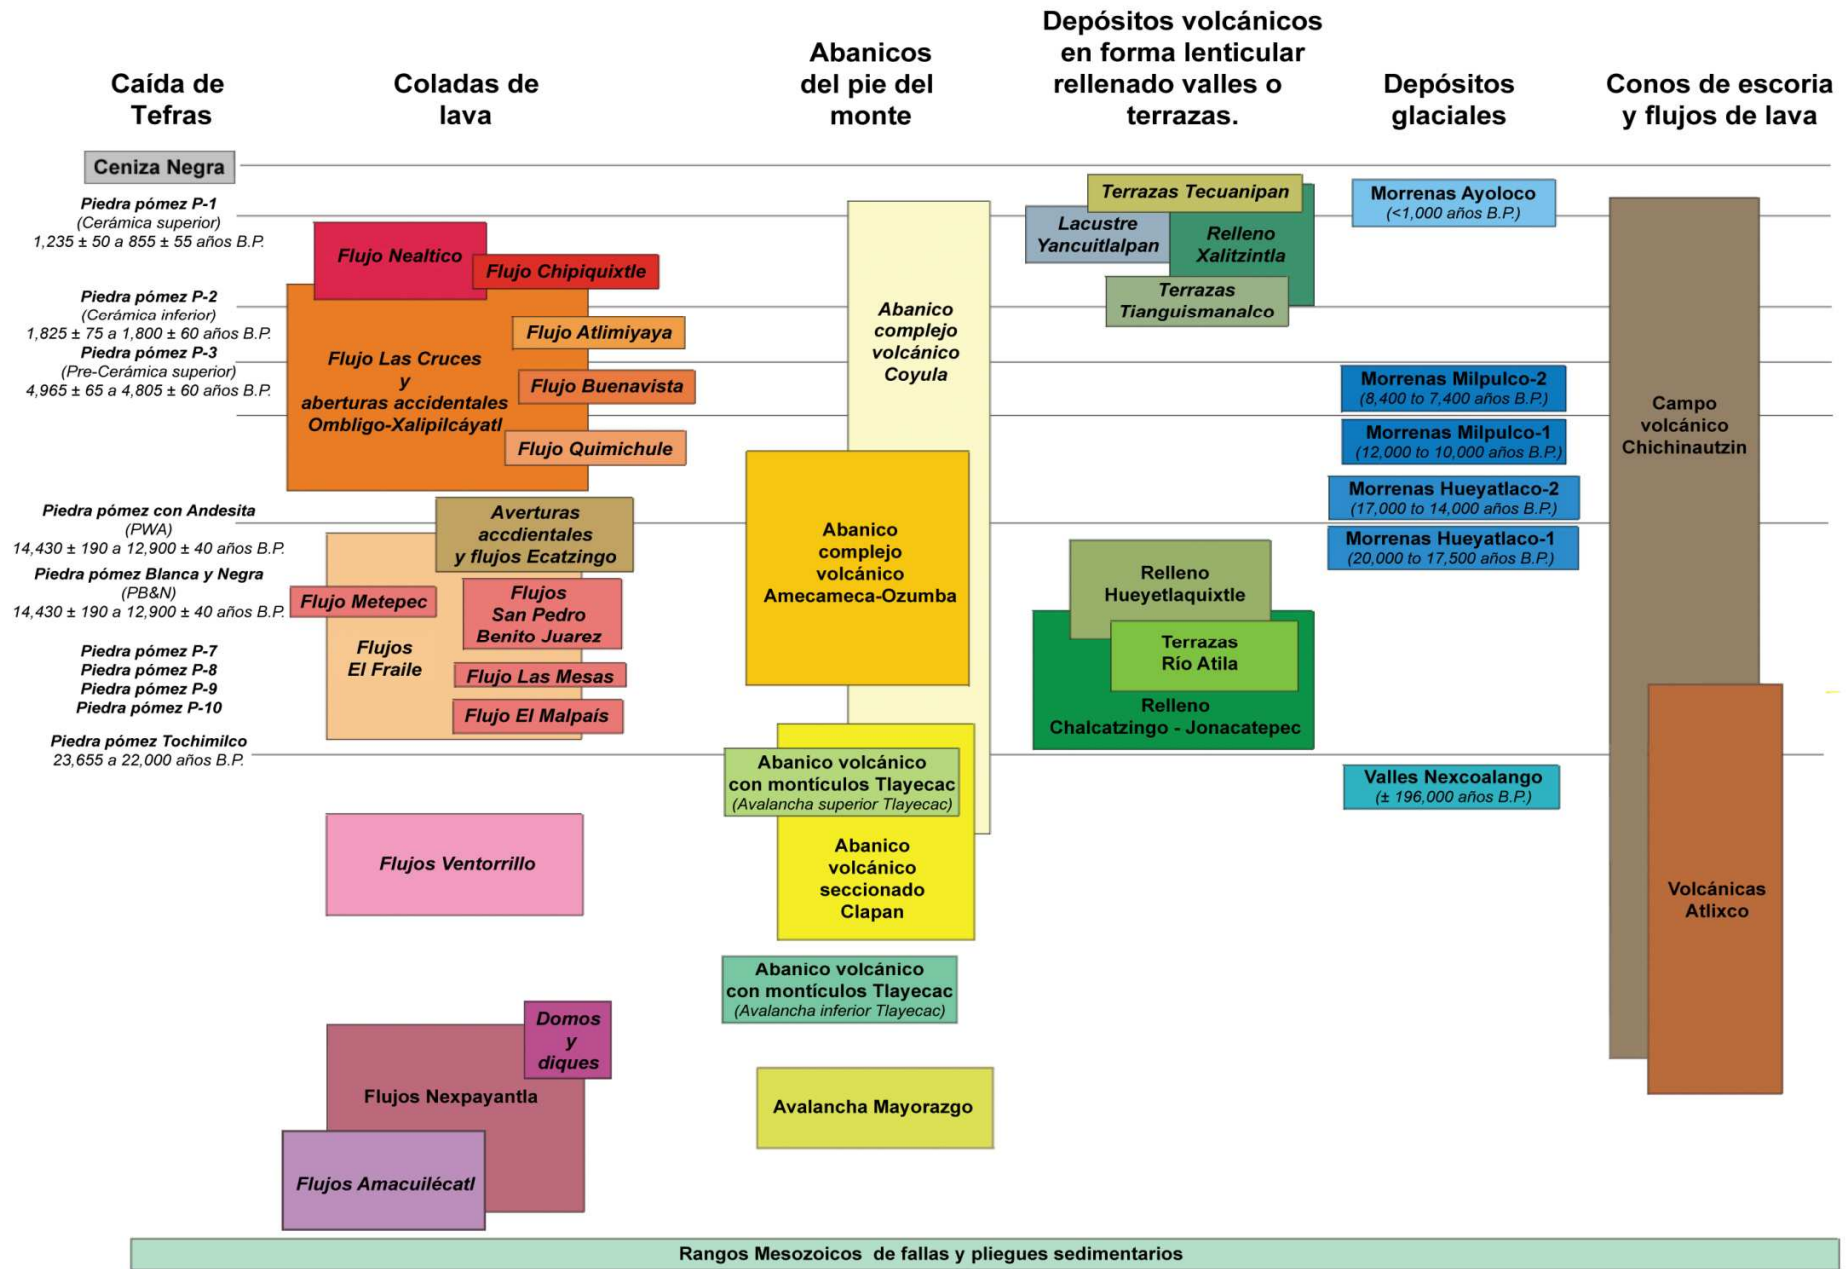 Caída de
Tefras
Coladas de
lava
Abanicos
del pie del
monte
Depósitos volcánicos
en forma lenticular
rellenado valles o
terrazas.
Depósitos
glaciales
Conos de escoria
y flujos de lava
Ceniza Negra
Piedra pómez P-1
(Cerámica superior)
1,235 ± 50 a 855 ± 55 años B.P.
Piedra pómez P-2
(Cerámica inferior)
1,825 ± 75 a 1,800 ± 60 años B.P.
Piedra pómez P-3
(Pre-Cerámica superior)
4,965 ± 65 a 4,805 ± 60 años B.P.
Piedra pómez con Andesita
(PWA)
14,430 ± 190 a 12,900 ± 40 años B.P.
Piedra pómez Blanca y Negra
(PB&N)
14,430 ± 190 a 12,900 ± 40 años B.P.
Piedra pómez P-7
Piedra pómez P-8
Piedra pómez P-9
Piedra pómez P-10
Piedra pómez Tochimilco
23,655 a 22,000 años B.P.
Flujo Nealtico
Flujo Chipiquixtle
Flujo Atlimiyaya
Flujo Las Cruces
y
aberturas accidentales
Ombligo-Xalipilcáyatl
Flujo Buenavista
Flujo Quimichule
Averturas
accdientales
y flujos Ecatzingo
Flujo Metepec
Flujos
San Pedro
Benito Juarez
Flujos
El Fraile
Flujo Las Mesas
Flujo El Malpaís
Flujos Ventorrillo
Domos
y
diques
Flujos Nexpayantla
Flujos Amacuilécatl
Abanico
complejo
volcánico
Coyula
Abanico
complejo
volcánico
Amecameca-Ozumba
Abanico volcánico
con montículos Tlayecac
(Avalancha superior Tlayecac)
Abanico
volcánico
seccionado
Clapan
Abanico volcánico
con montículos Tlayecac
(Avalancha inferior Tlayecac)
Avalancha Mayorazgo
Terrazas Tecuanipan
Lacustre
Yancuitlalpan
Relleno
Xalitzintla
Terrazas
Tianguismanalco
Relleno
Hueyetlaquixtle
Terrazas
Río Atila
Relleno
Chalcatzingo - Jonacatepec
Morrenas Ayoloco
(<1,000 años B.P.)
Morrenas Milpulco-2
(8,400 to 7,400 años B.P.)
Morrenas Milpulco-1
(12,000 to 10,000 años B.P.)
Morrenas Hueyatlaco-2
(17,000 to 14,000 años B.P.)
Morrenas Hueyatlaco-1
(20,000 to 17,500 años B.P.)
Valles Nexcoalango
(± 196,000 años B.P.)
Campo
volcánico
Chichinautzin
Volcánicas
Atlixco
Rangos Mesozoicos de fallas y pliegues sedimentarios